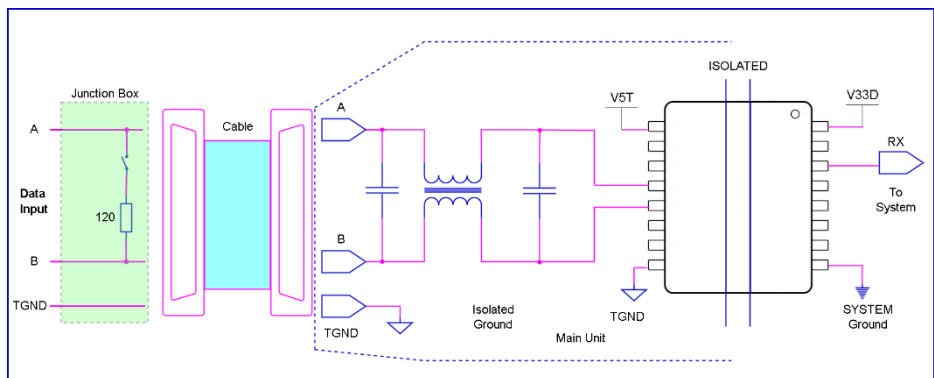 ISOLATED
Junction Box
V5T
V33D
A
Cable
A
RX
Data
Input
120
To
System
B
B
TGND
TGND
Isolated
Ground
Main Unit
TGND
SYSTEM
Ground